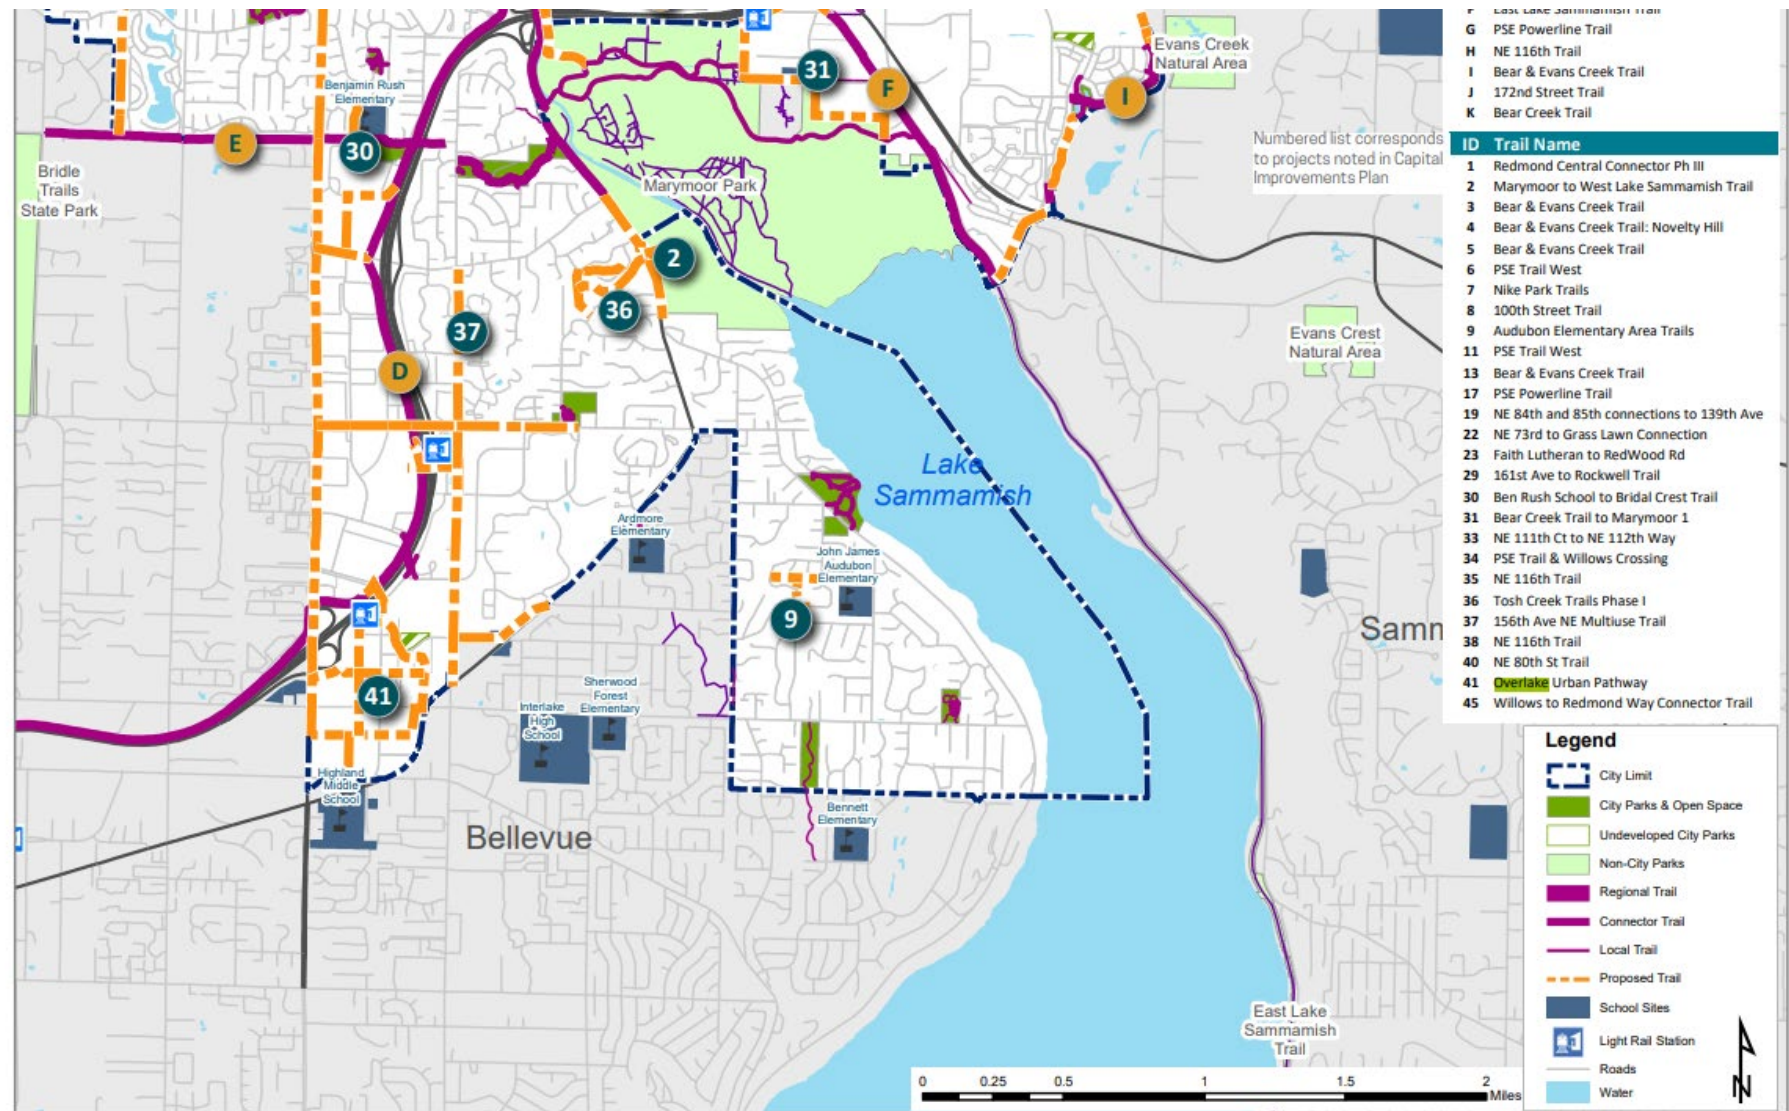 F East Lake Sammamish Trail
G PSE Powerline Trail
H NE 116th Trail
I Bear & Evans Creek Trail
J 172nd Street Trail
K Bear Creek Trail
ID Trail Name
1 Redmond Central Connector Ph III
2 Marymoor to West Lake Sammamish Trail
3 Bear & Evans Creek Trail
4 Bear & Evans Creek Trail: Novelty Hill
5 Bear & Evans Creek Trail
6 PSE Trail West
7 Nike Park Trails
8 100th Street Trail
9 Audubon Elementary Area Trails
11 PSE Trail West
13 Bear & Evans Creek Trail
17 PSE Powerline Trail
19 NE 84th and 85th connections to 139th Ave
22 NE 73rd to Grass Lawn Connection
23 Faith Lutheran to RedWood Rd
29 161st Ave to Rockwell Trail
30 Ben Rush School to Bridal Crest Trail
31 Bear Creek Trail to Marymoor 1
33 NE 111th Ct to NE 112th Way
34 PSE Trail & Willows Crossing
35 NE 116th Trail
36 Tosh Creek Trails Phase I
37 156th Ave NE Multiuse Trail
38 NE 116th Trail
40 NE 80th St Trail
41 Overlake Urban Pathway
45 Willows to Redmond Way Connector Trail
Numbered list corresponds
to projects noted in Capital
Improvements Plan
Evans Creek
Natural Area
31
F
I
Benjamin Rush
Elementary
E
30
Bridle
Trails
State Park
Marymoor Park
2
36
37
D
Evans Crest
Natural Area
Lake
Sammamish
Ardmore
Elementary
John James
Audubon
Elementary
9
Samm
Sherwood
Forest
Elementary
Interlake
High
School
41
Highland
Middle
School
Bellevue
Bennett
Elementary
East Lake
Sammamish
Trail
Legend
City Limit
City Parks & Open Space
Undeveloped City Parks
Non-City Parks
Regional Trail
Connector Trail
Local Trail
Proposed Trail
School Sites
Light Rail Station
Roads
Water
N
0 0.25 0.5 1 1.5 2
Miles